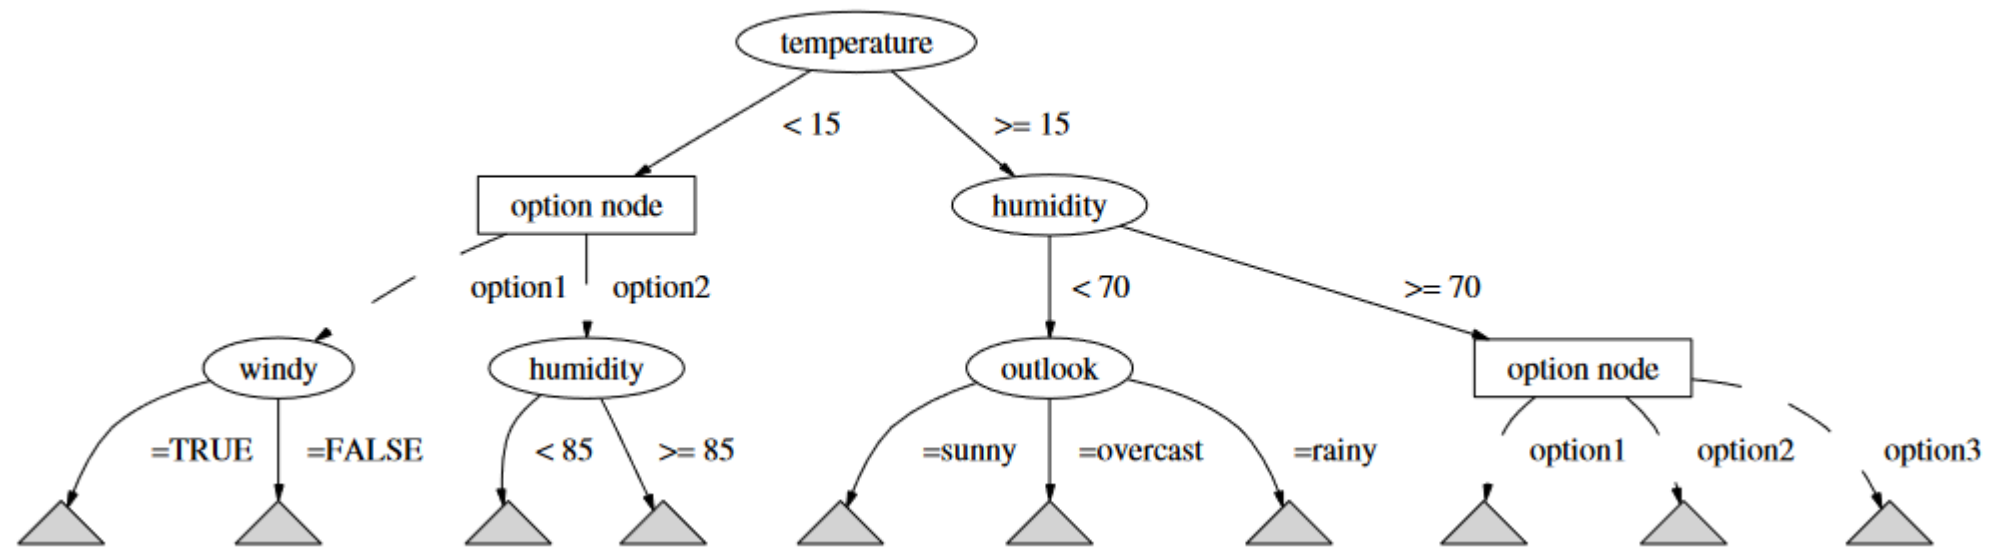 temperature
< 15
>= 15
option node
humidity
option1
option2
< 70
>= 70
windy
humidity
outlook
option node
=TRUE
=FALSE
< 85
>= 85
=sunny
=overcast
=rainy
option1
option2
option3